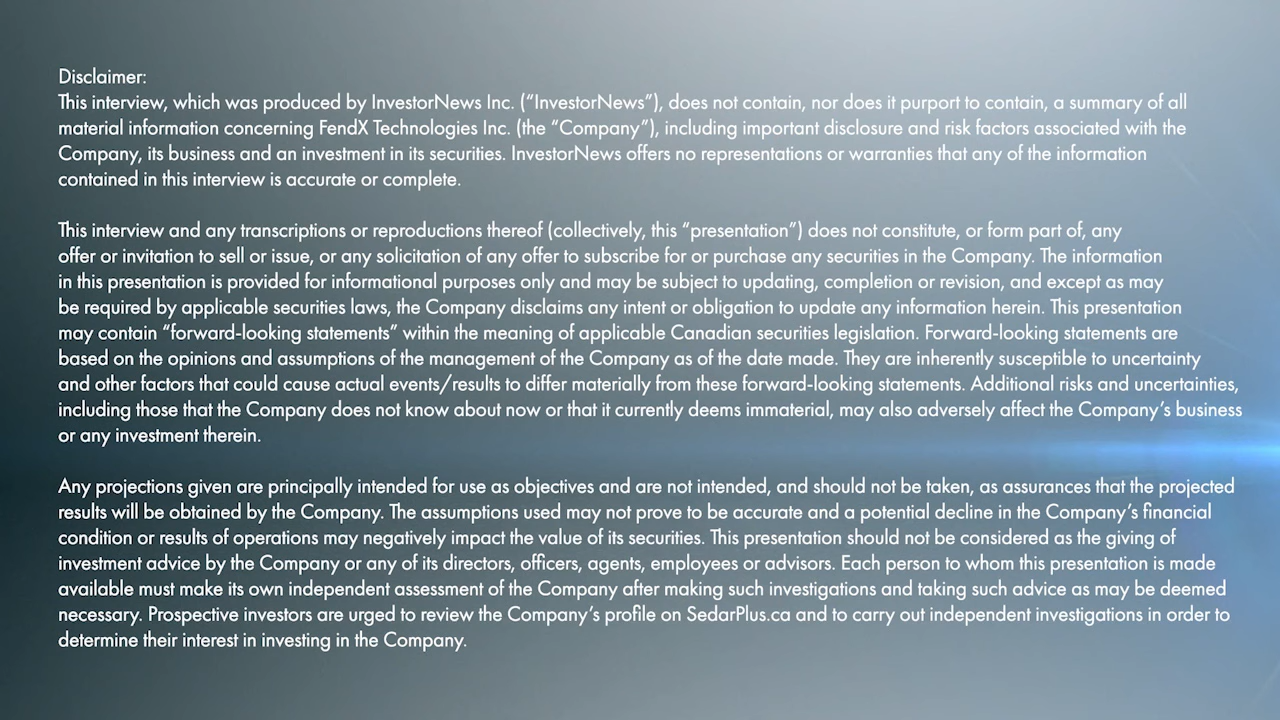 Disclaimer:
This interview, which was produced by InvestorNews Inc. (“InvestorNews”), does not contain, nor does it purport to contain, a summary of all
material information concerning FendX Technologies Inc. (the “Company”), including important disclosure and risk factors associated with the
Company, its business and an investment in its securities. InvestorNews offers no representations or warranties that any of the information
contained in this interview is accurate or complete.
This interview and any transcriptions or reproductions thereof (collectively, this “presentation”) does not constitute, or form part of, any
offer or invitation to sell or issue, or any solicitation of any offer to subscribe for or purchase any securities in the Company. The information
in this presentation is provided for informational purposes only and may be subject to updating, completion or revision, and except as may
be required by applicable securities laws, the Company disclaims any intent or obligation to update any information herein. This presentation
may contain “forward-looking statements” within the meaning of applicable Canadian securities legislation. Forward-looking statements are
based on the opinions and assumptions of the management of the Company as of the date made. They are inherently susceptible to uncertainty
and other factors that could cause actual events/results to differ materially from these forward-looking statements. Additional risks and uncertainties,
including those that the Company does not know about now or that it currently deems immaterial, may also adversely affect the Company’s business
or any investment therein.
Any projections given are principally intended for use as objectives and are not intended, and should not be taken, as assurances that the projected
results will be obtained by the Company. The assumptions used may not prove to be accurate and a potential decline in the Company’s financial
condition or results of operations may negatively impact the value of its securities. This presentation should not be considered as the giving of
investment advice by the Company or any of its directors, officers, agents, employees or advisors. Each person to whom this presentation is made
available must make its own independent assessment of the Company after making such investigations and taking such advice as may be deemed
necessary. Prospective investors are urged to review the Company’s profile on SedarPlus.ca and to carry out independent investigations in order to
determine their interest in investing in the Company.